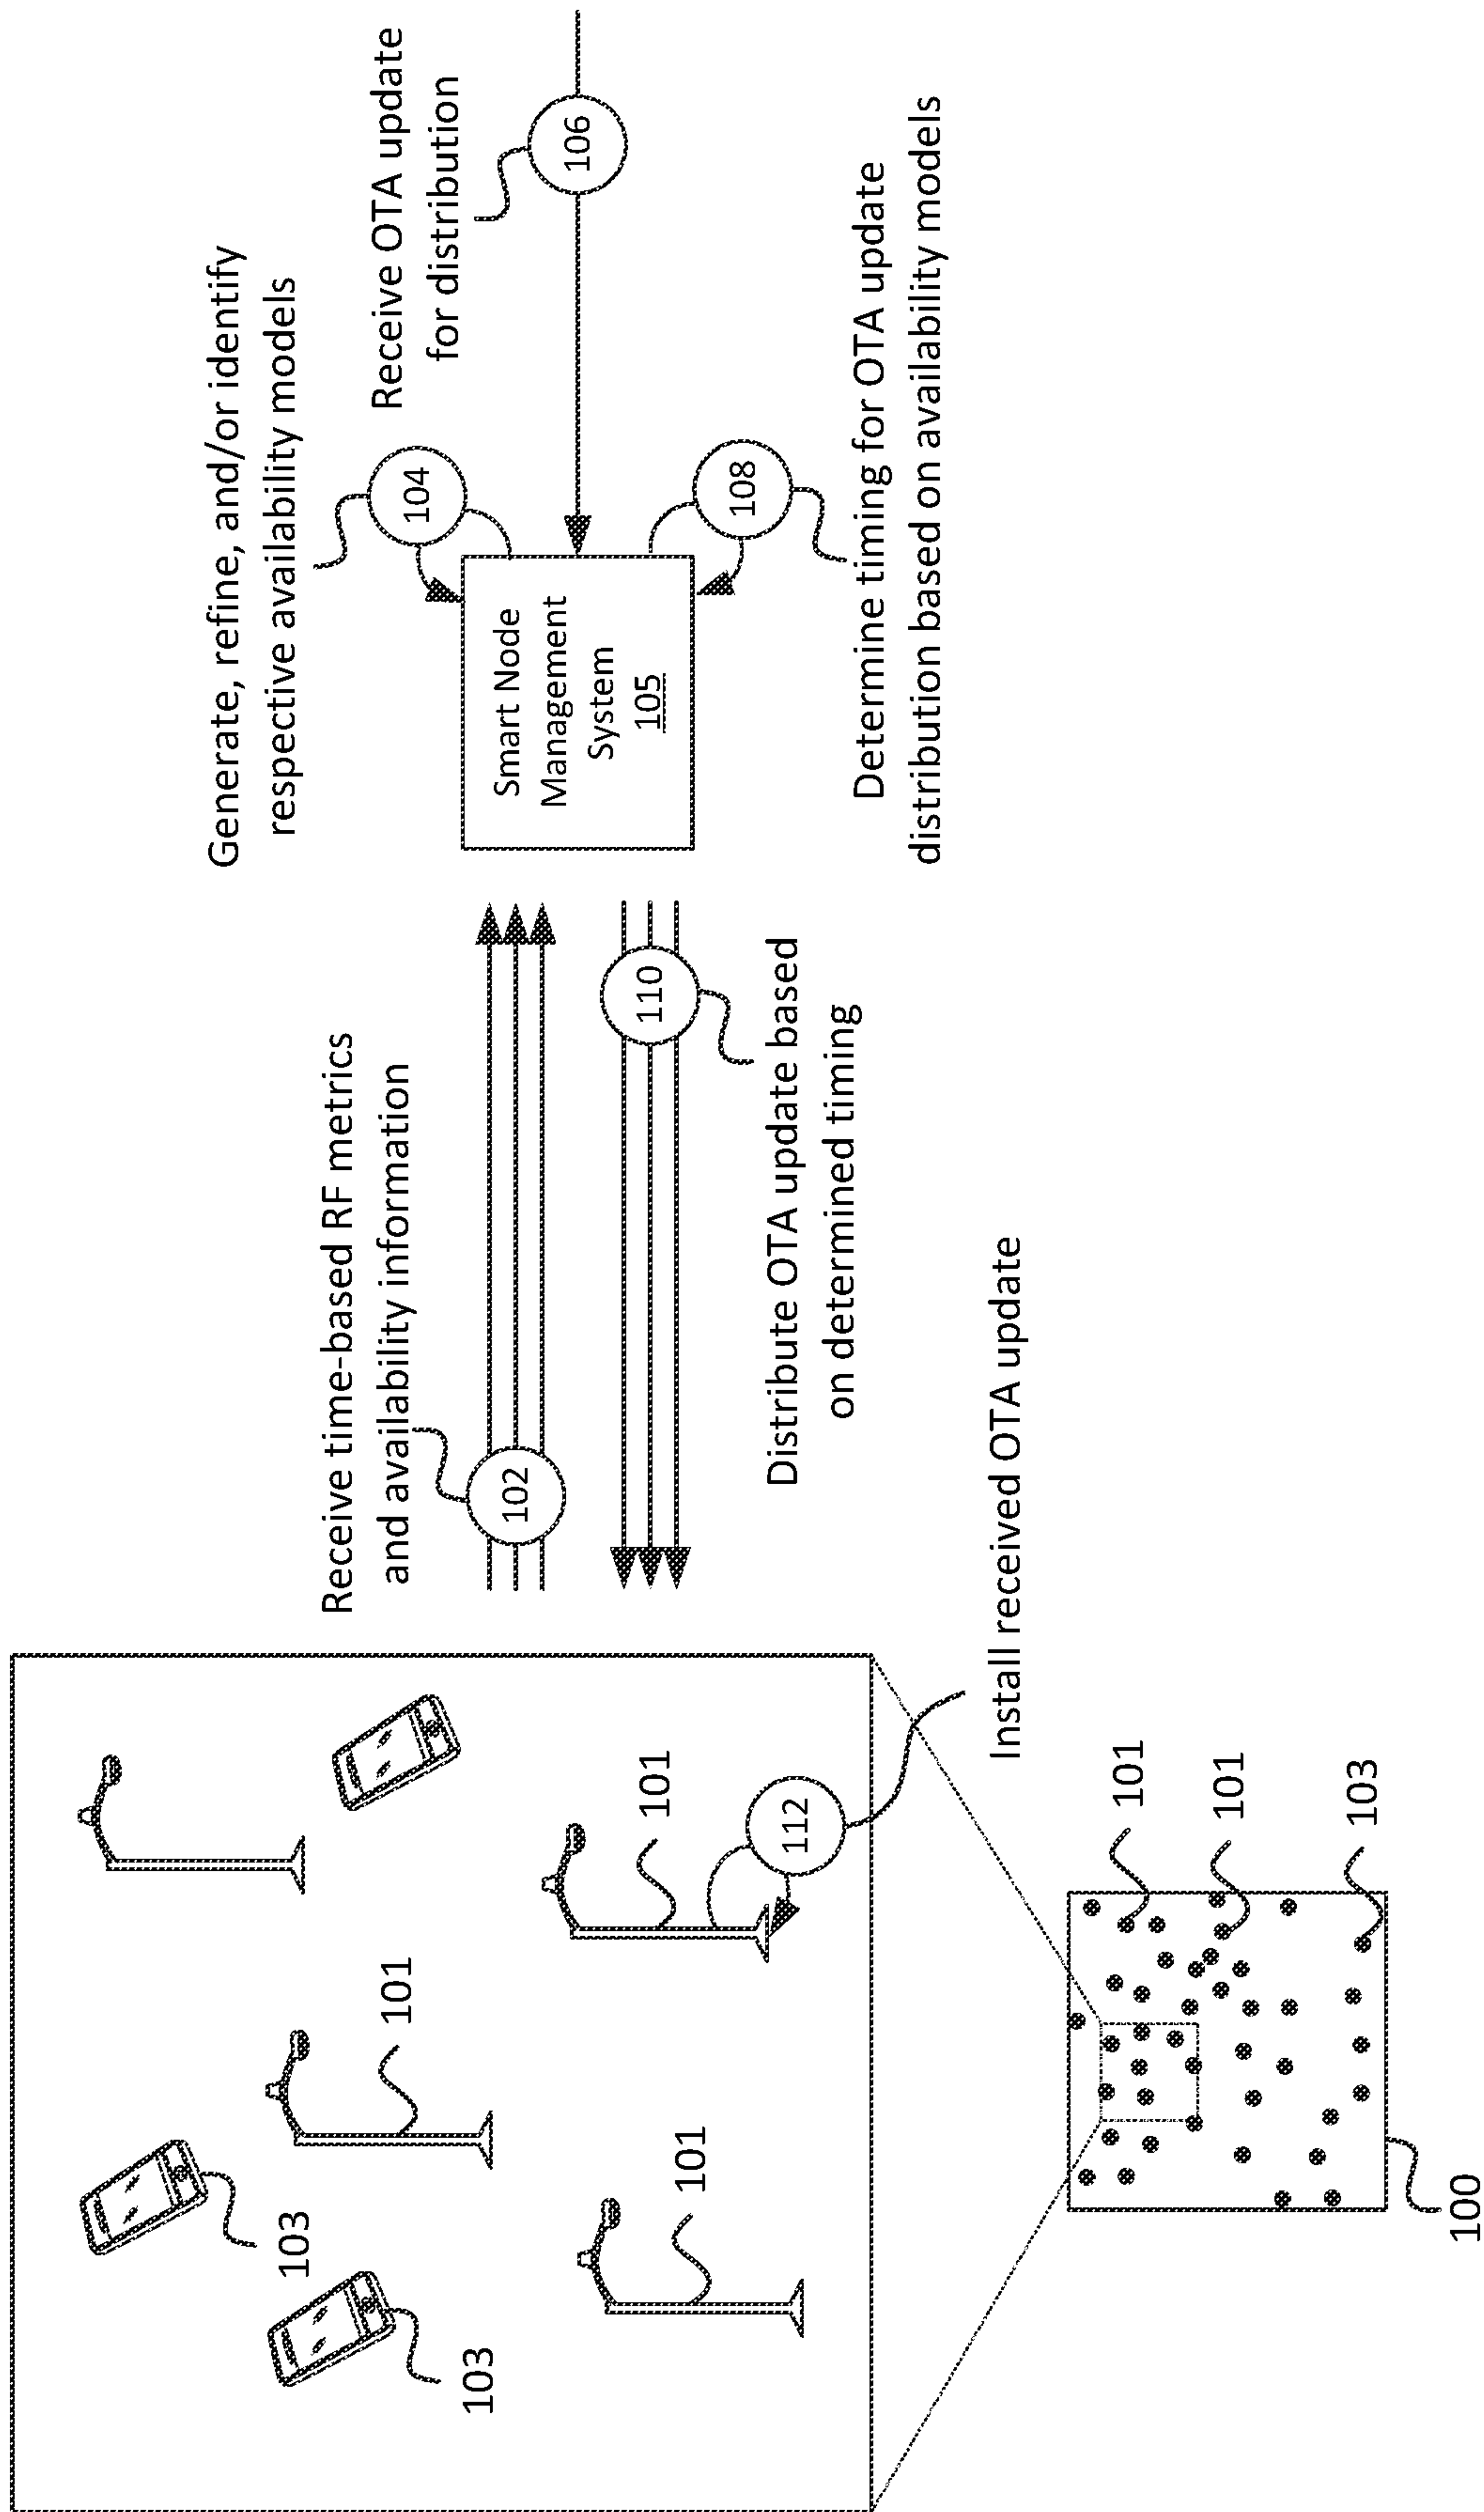 103
103
101
101
101
112
Install received OTA update
101
101
103
100
Receive time-based RF metrics
and availability information
102
110
Distribute OTA update based
on determined timing
Generate, refine, and/or identify
respective availability models
104
Smart Node
Management
System
105
Receive OTA update
for distribution
106
108
Determine timing for OTA update
distribution based on availability models